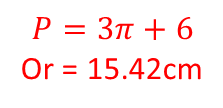 P = 3π + 6
Or = 15.42cm